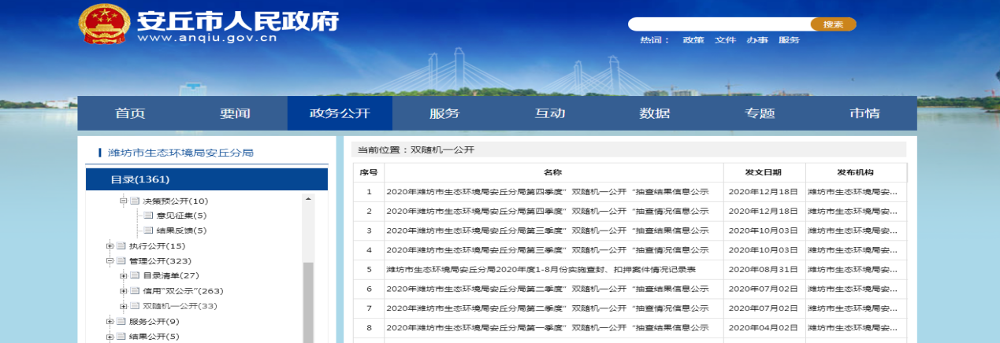 安丘市人民政府
www.anqiu.gov.cn
搜索
热词： 政策 文件 办事 服务
首页 要闻 政务公开 服务 互动 数据 专题 市情
潍坊市生态环境局安丘分局
目录(1361)
决策预公开(10)
意见征集(5)
结果反馈(5)
执行公开(15)
管理公开(323)
目录清单(27)
信用“双公示”(263)
双随机一公开(33)
服务公开(9)
结果公开(5)
当前位置：双随机一公开
序号 名称 发文日期 发布机构
1 2020年潍坊市生态环境局安丘分局第四季度”双随机一公开“抽查结果信息公示 2020年12月18日 潍坊市生态环境局安...
2 2020年潍坊市生态环境局安丘分局第四季度”双随机一公开“抽查情况信息公示 2020年12月18日 潍坊市生态环境局安...
3 2020年潍坊市生态环境局安丘分局第三季度”双随机一公开“抽查结果信息公示 2020年10月03日 潍坊市生态环境局安...
4 2020年潍坊市生态环境局安丘分局第三季度”双随机一公开“抽查情况信息公示 2020年10月03日 潍坊市生态环境局安...
5 潍坊市生态环境局安丘分局2020年度1-8月份实施查封、扣押案件情况记录表 2020年08月31日 潍坊市生态环境局安...
6 2020年潍坊市生态环境局安丘分局第二季度”双随机一公开“抽查结果信息公示 2020年07月02日 潍坊市生态环境局安...
7 2020年潍坊市生态环境局安丘分局第二季度”双随机一公开“抽查情况信息公示 2020年07月02日 潍坊市生态环境局安...
8 2020年潍坊市生态环境局安丘分局第一季度”双随机一公开“抽查结果信息公示 2020年04月02日 潍坊市生态环境局安...